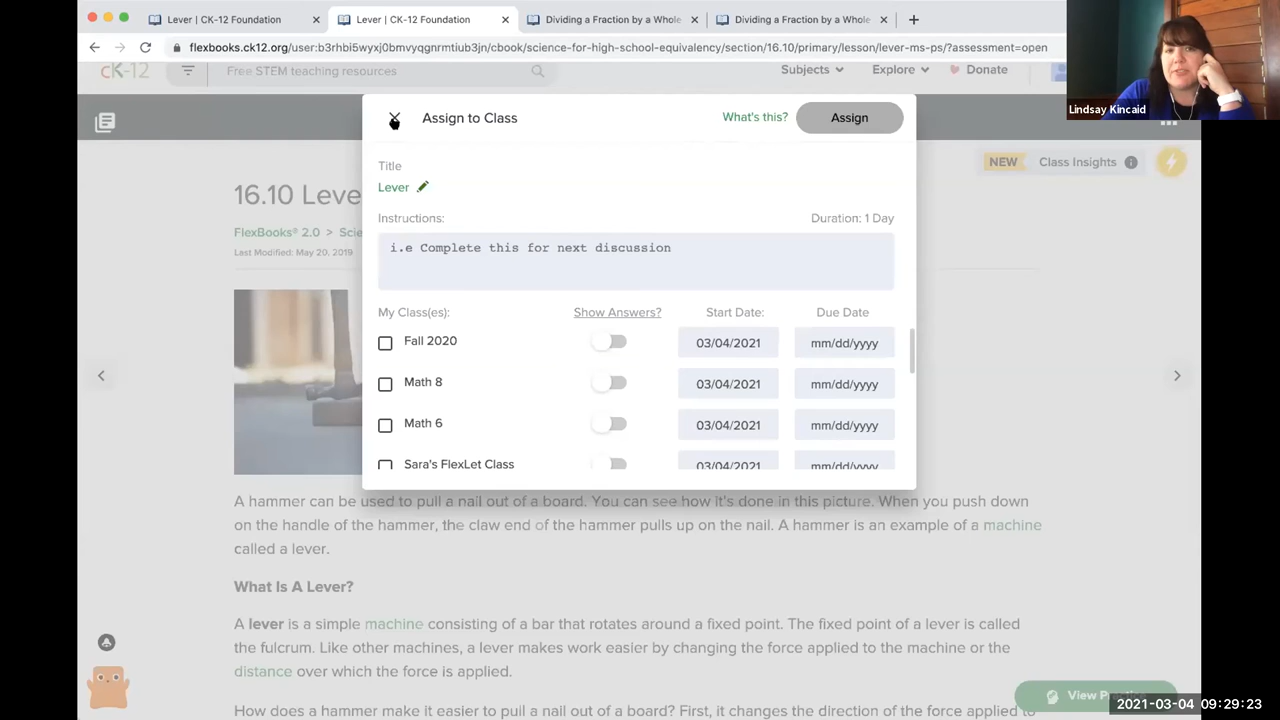 Lever | CK-12 Foundation
Lever | CK-12 Foundation
Dividing a Fraction by a Whole
Dividing a Fraction by a Whole
flexbooks.ck12.org/user:b3rhbi5wyxj0bmvyqgnrmtiub3jn/cbook/science-for-high-school-equivalency/section/16.10/primary/lesson/lever-ms-ps/?assessment=open
Lindsay Kincaid
ck-12
Free STEM teaching resources
Subjects
Explore
Donate
Assign to Class
What's this?
Assign
NEW
Class Insights
16.10 Leve
FlexBooks® 2.0 > Scie
Last Modified: May 20, 2019
Title
Lever
Instructions:
Duration: 1 Day
i.e Complete this for next discussion
My Class(es):
Show Answers?
Start Date:
Due Date
Fall 2020
03/04/2021
mm/dd/yyyy
Math 8
03/04/2021
mm/dd/yyyy
Math 6
03/04/2021
mm/dd/yyyy
Sara's FlexLet Class
03/04/2021
mm/dd/yyyy
A hammer can be used to pull a nail out of a board. You can see how it's done in this picture. When you push down
on the handle of the hammer, the claw end of the hammer pulls up on the nail. A hammer is an example of a machine
called a lever.
What Is A Lever?
A lever is a simple machine consisting of a bar that rotates around a fixed point. The fixed point of a lever is called
the fulcrum. Like other machines, a lever makes work easier by changing the force applied to the machine or the
distance over which the force is applied.
How does a hammer make it easier to pull a nail out of a board? First, it changes the direction of the force applied to
View
2021-03-04 09:29:23